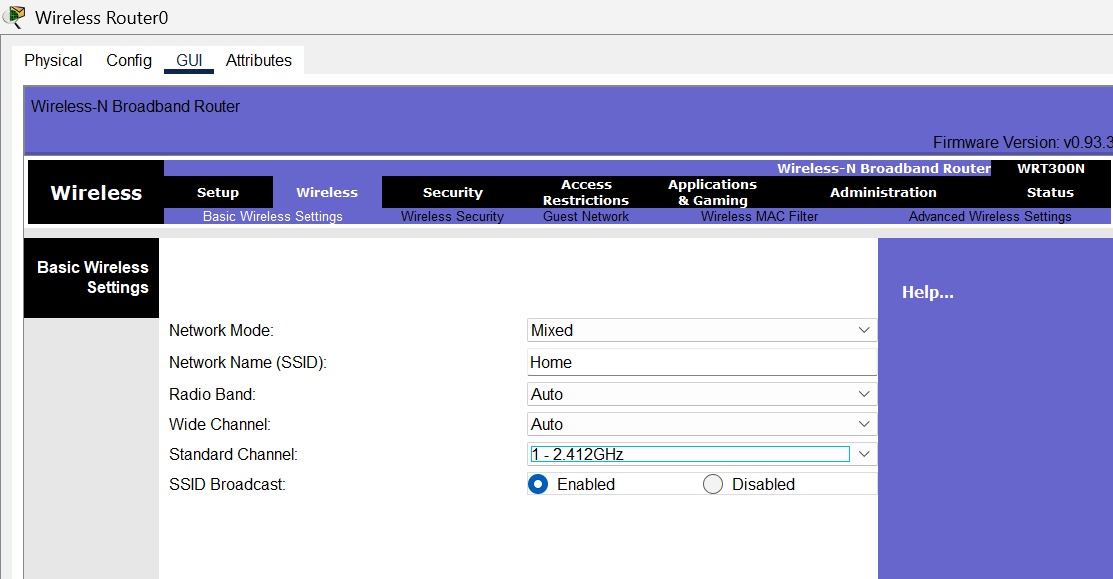 Wireless Router0
Physical Config GUI Attributes
Wireless-N Broadband Router
Firmware Version: v0.93.3
Wireless-N Broadband Router WRT300N
Wireless
Setup Wireless Security Access Restrictions Applications & Gaming Administration Status
Basic Wireless Settings Wireless Security Guest Network Wireless MAC Filter Advanced Wireless Settings
Basic Wireless
Settings
Help...
Network Mode: Mixed
Network Name (SSID): Home
Radio Band: Auto
Wide Channel: Auto
Standard Channel: 1 - 2.412GHz
SSID Broadcast: Enabled Disabled